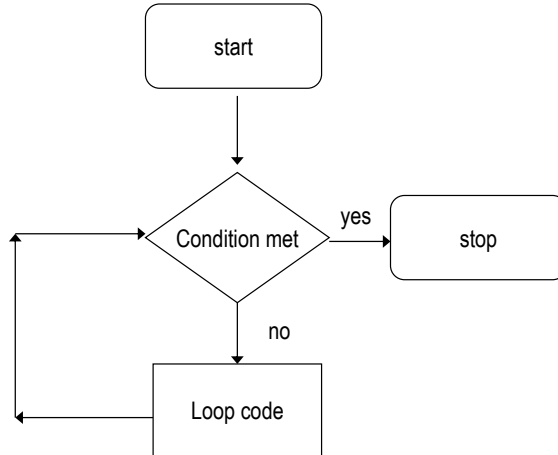 start
Condition met
yes
stop
no
Loop code